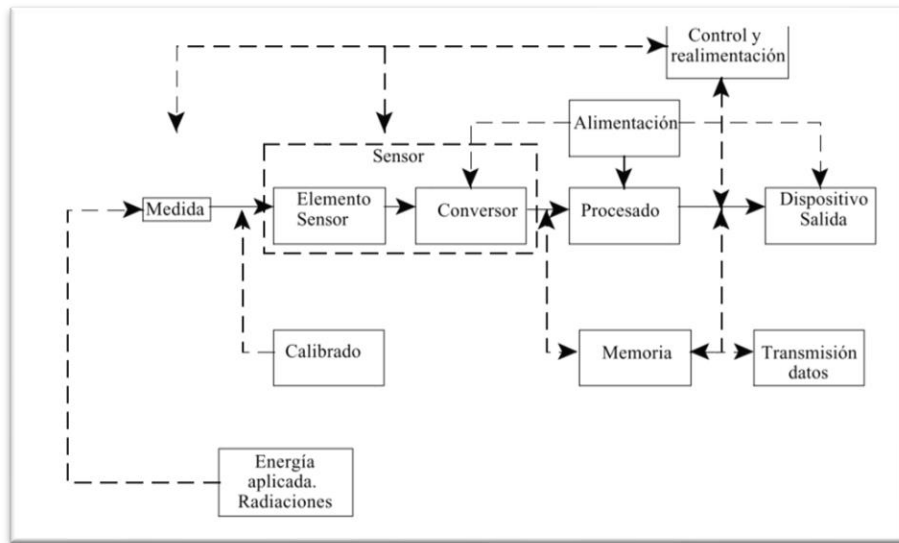 Control y
realimentación
Alimentación
Sensor
Medida
Elemento
Sensor
Conversor
Procesado
Dispositivo
Salida
Calibrado
Memoria
Transmisión
datos
Energía
aplicada.
Radiaciones